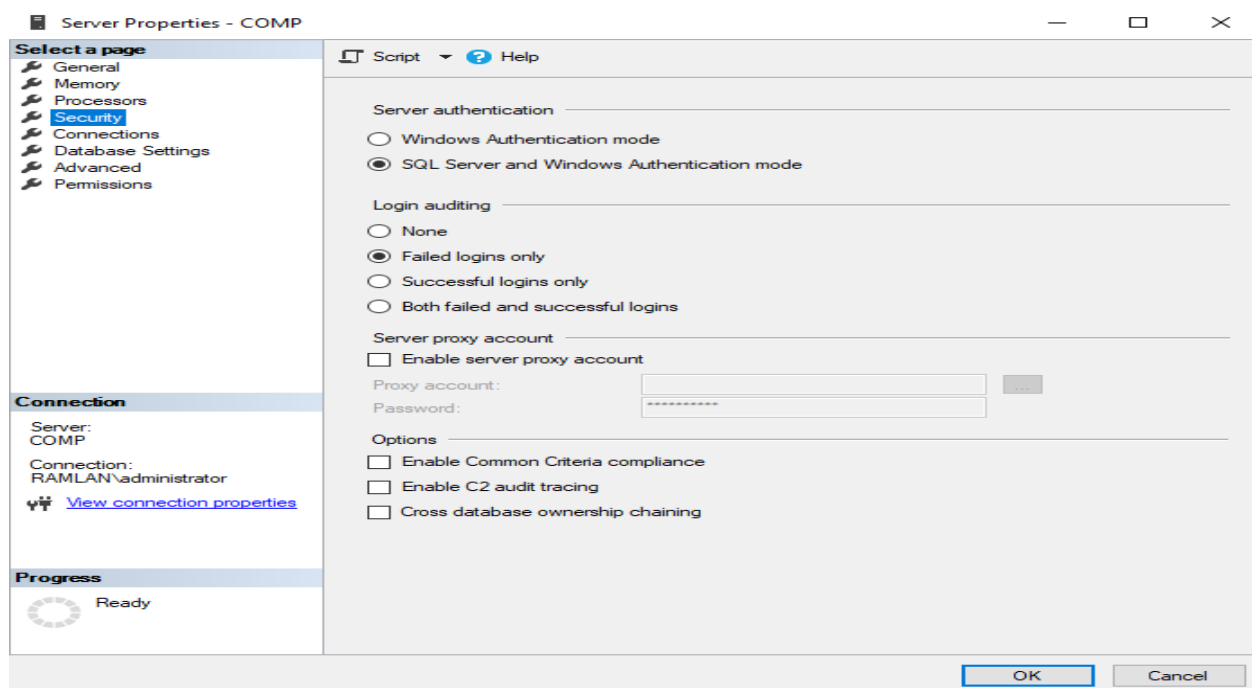 Server Properties - COMP
Select a page
General
Memory
Processors
Security
Connections
Database Settings
Advanced
Permissions
Connection
Server:
COMP
Connection:
RAMLAN\administrator
View connection properties
Progress
Ready
Script
Help
Server authentication
Windows Authentication mode
SQL Server and Windows Authentication mode
Login auditing
None
Failed logins only
Successful logins only
Both failed and successful logins
Server proxy account
Enable server proxy account
Proxy account:
...
Password: **********
Options
Enable Common Criteria compliance
Enable C2 audit tracing
Cross database ownership chaining
OK Cancel